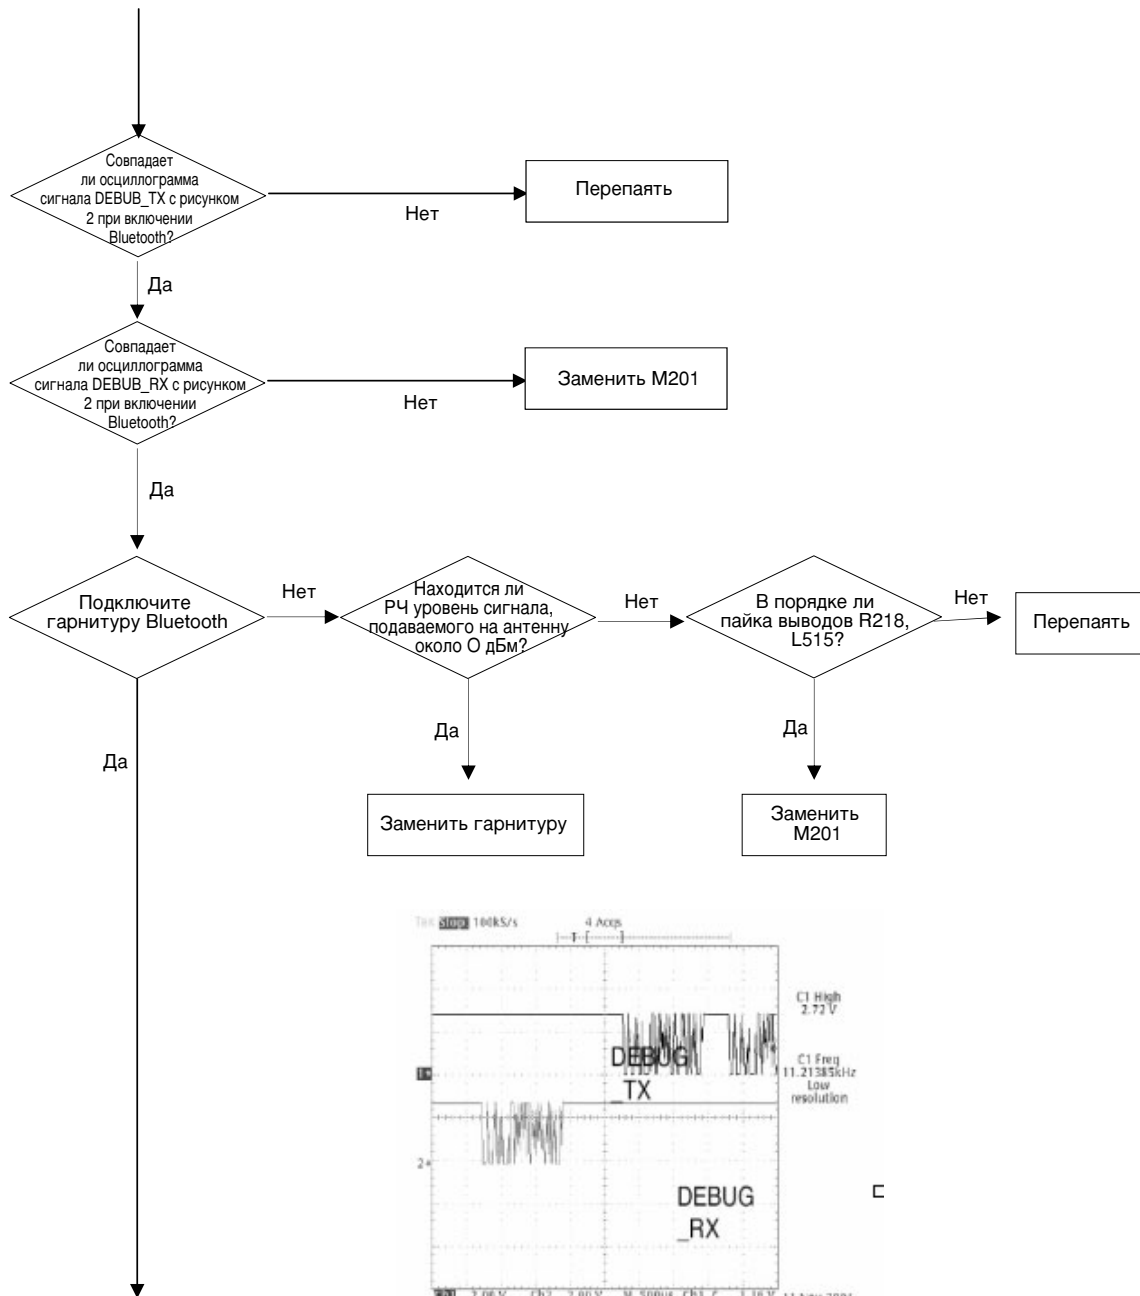 Совпадает
ли осциллограмма
сигнала DEBUB_TX с рисунком
2 при включении
Bluetooth?
Нет
Перепаять
Да
Совпадает
ли осциллограмма
сигнала DEBUB_RX с рисунком
2 при включении
Bluetooth?
Нет
Заменить M201
Да
Подключите
гарнитуру Bluetooth
Нет
Находится ли
РЧ уровень сигнала,
подаваемого на антенну
около О дБм?
Нет
В порядке ли
пайка выводов R218,
L515?
Нет
Перепаять
Да
Да
Да
Заменить гарнитуру
Заменить
M201
Stop 100kS/s
4 Acqs
C1 High
2.72 V
C1 Freq
11.21385kHz
Low
resolution
DEBUG
_TX
DEBUG
_RX